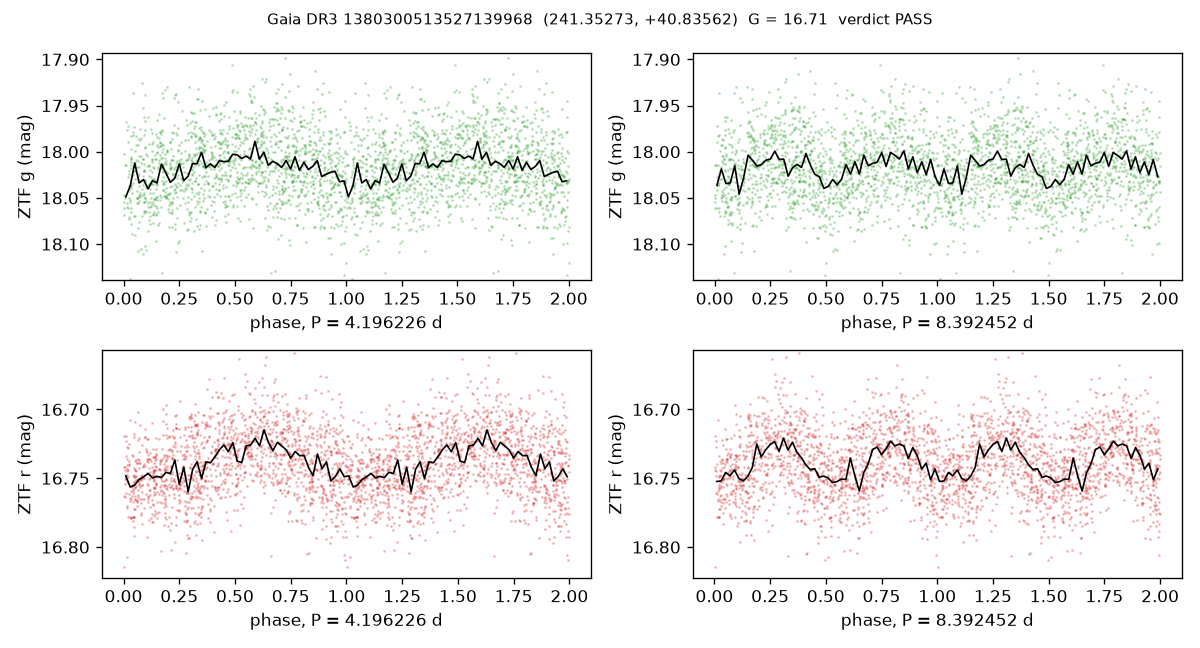 Gaia DR3 1380300513527139968 (241.35273, +40.83562) G = 16.71 verdict PASS
ZTF g (mag)
17.90
17.95
18.00
18.05
18.10
0.00 0.25 0.50 0.75 1.00 1.25 1.50 1.75 2.00
phase, P = 4.196226 d
ZTF g (mag)
17.90
17.95
18.00
18.05
18.10
0.00 0.25 0.50 0.75 1.00 1.25 1.50 1.75 2.00
phase, P = 8.392452 d
ZTF r (mag)
16.70
16.75
16.80
0.00 0.25 0.50 0.75 1.00 1.25 1.50 1.75 2.00
phase, P = 4.196226 d
ZTF r (mag)
16.70
16.75
16.80
0.00 0.25 0.50 0.75 1.00 1.25 1.50 1.75 2.00
phase, P = 8.392452 d